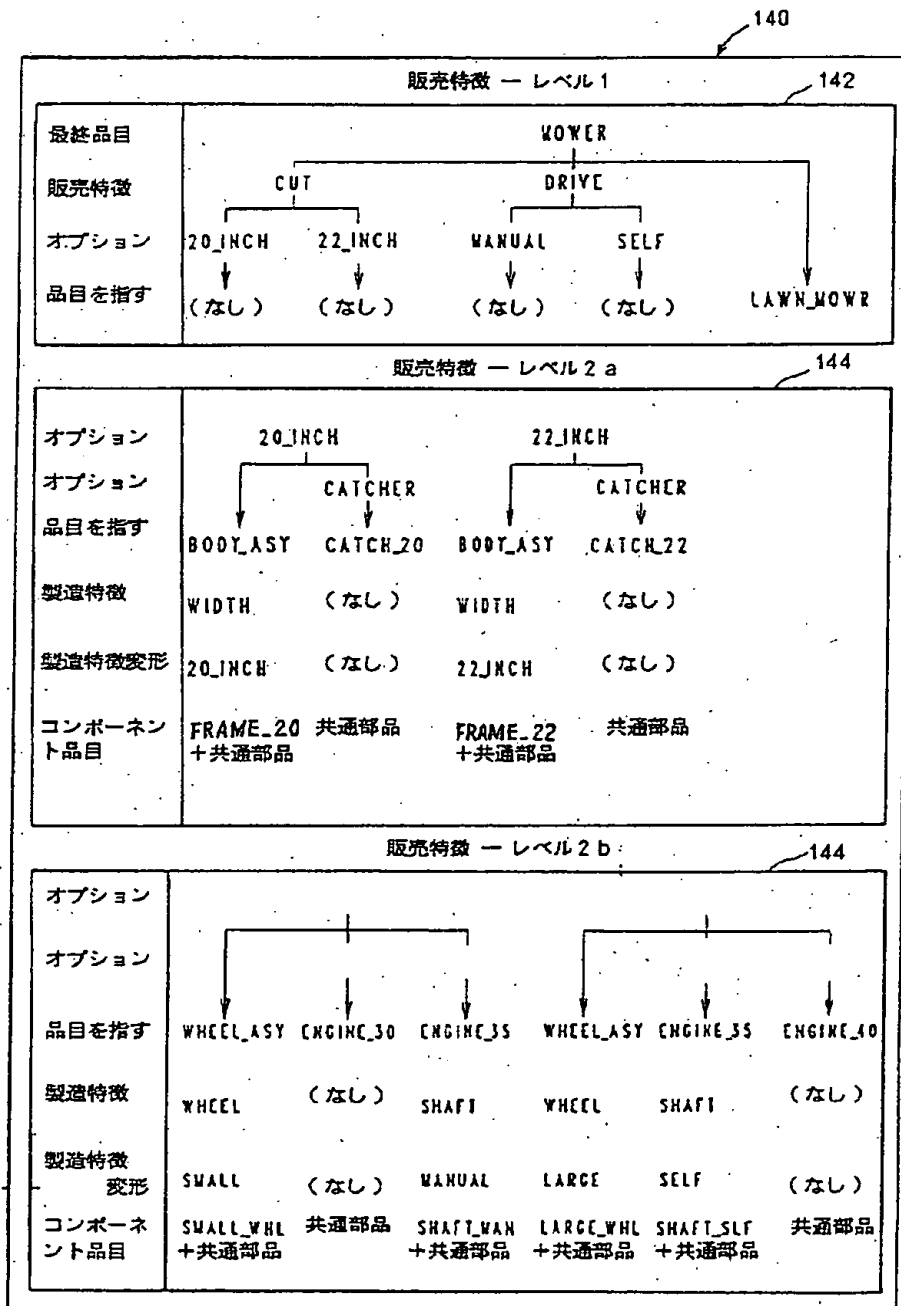 140
販売特徴 ー レベル1
142
最終品目 MOWER
販売特徴 CUT DRIVE
オプション 20_INCH 22_INCH MANUAL SELF
品目を指す (なし) (なし) (なし) (なし) LAWN_MOWR
販売特徴 ー レベル2a
144
オプション 20_INCH 22_INCH
オプション CATCHER CATCHER
品目を指す BODY_ASY CATCH_20 BODY_ASY CATCH_22
製造特徴 WIDTH (なし) WIDTH (なし)
製造特徴変形 20_INCH (なし) 22_INCH (なし)
コンポーネン FRAME_20 共通部品 FRAME_22 共通部品
ト品目 +共通部品 +共通部品
販売特徴 ー レベル2b
144
オプション
オプション
品目を指す WHEEL_ASY ENGINE_30 ENGINE_35 WHEEL_ASY ENGINE_35 ENGINE_40
製造特徴 WHEEL (なし) SHAFT WHEEL SHAFT (なし)
製造特徴
変形 SMALL (なし) MANUAL LARGE SELF (なし)
コンポーネ SMALL_WHL 共通部品 SHAFT_MAN LARGE_WHL SHAFT_SLF 共通部品
ント品目 +共通部品 +共通部品 +共通部品 +共通部品